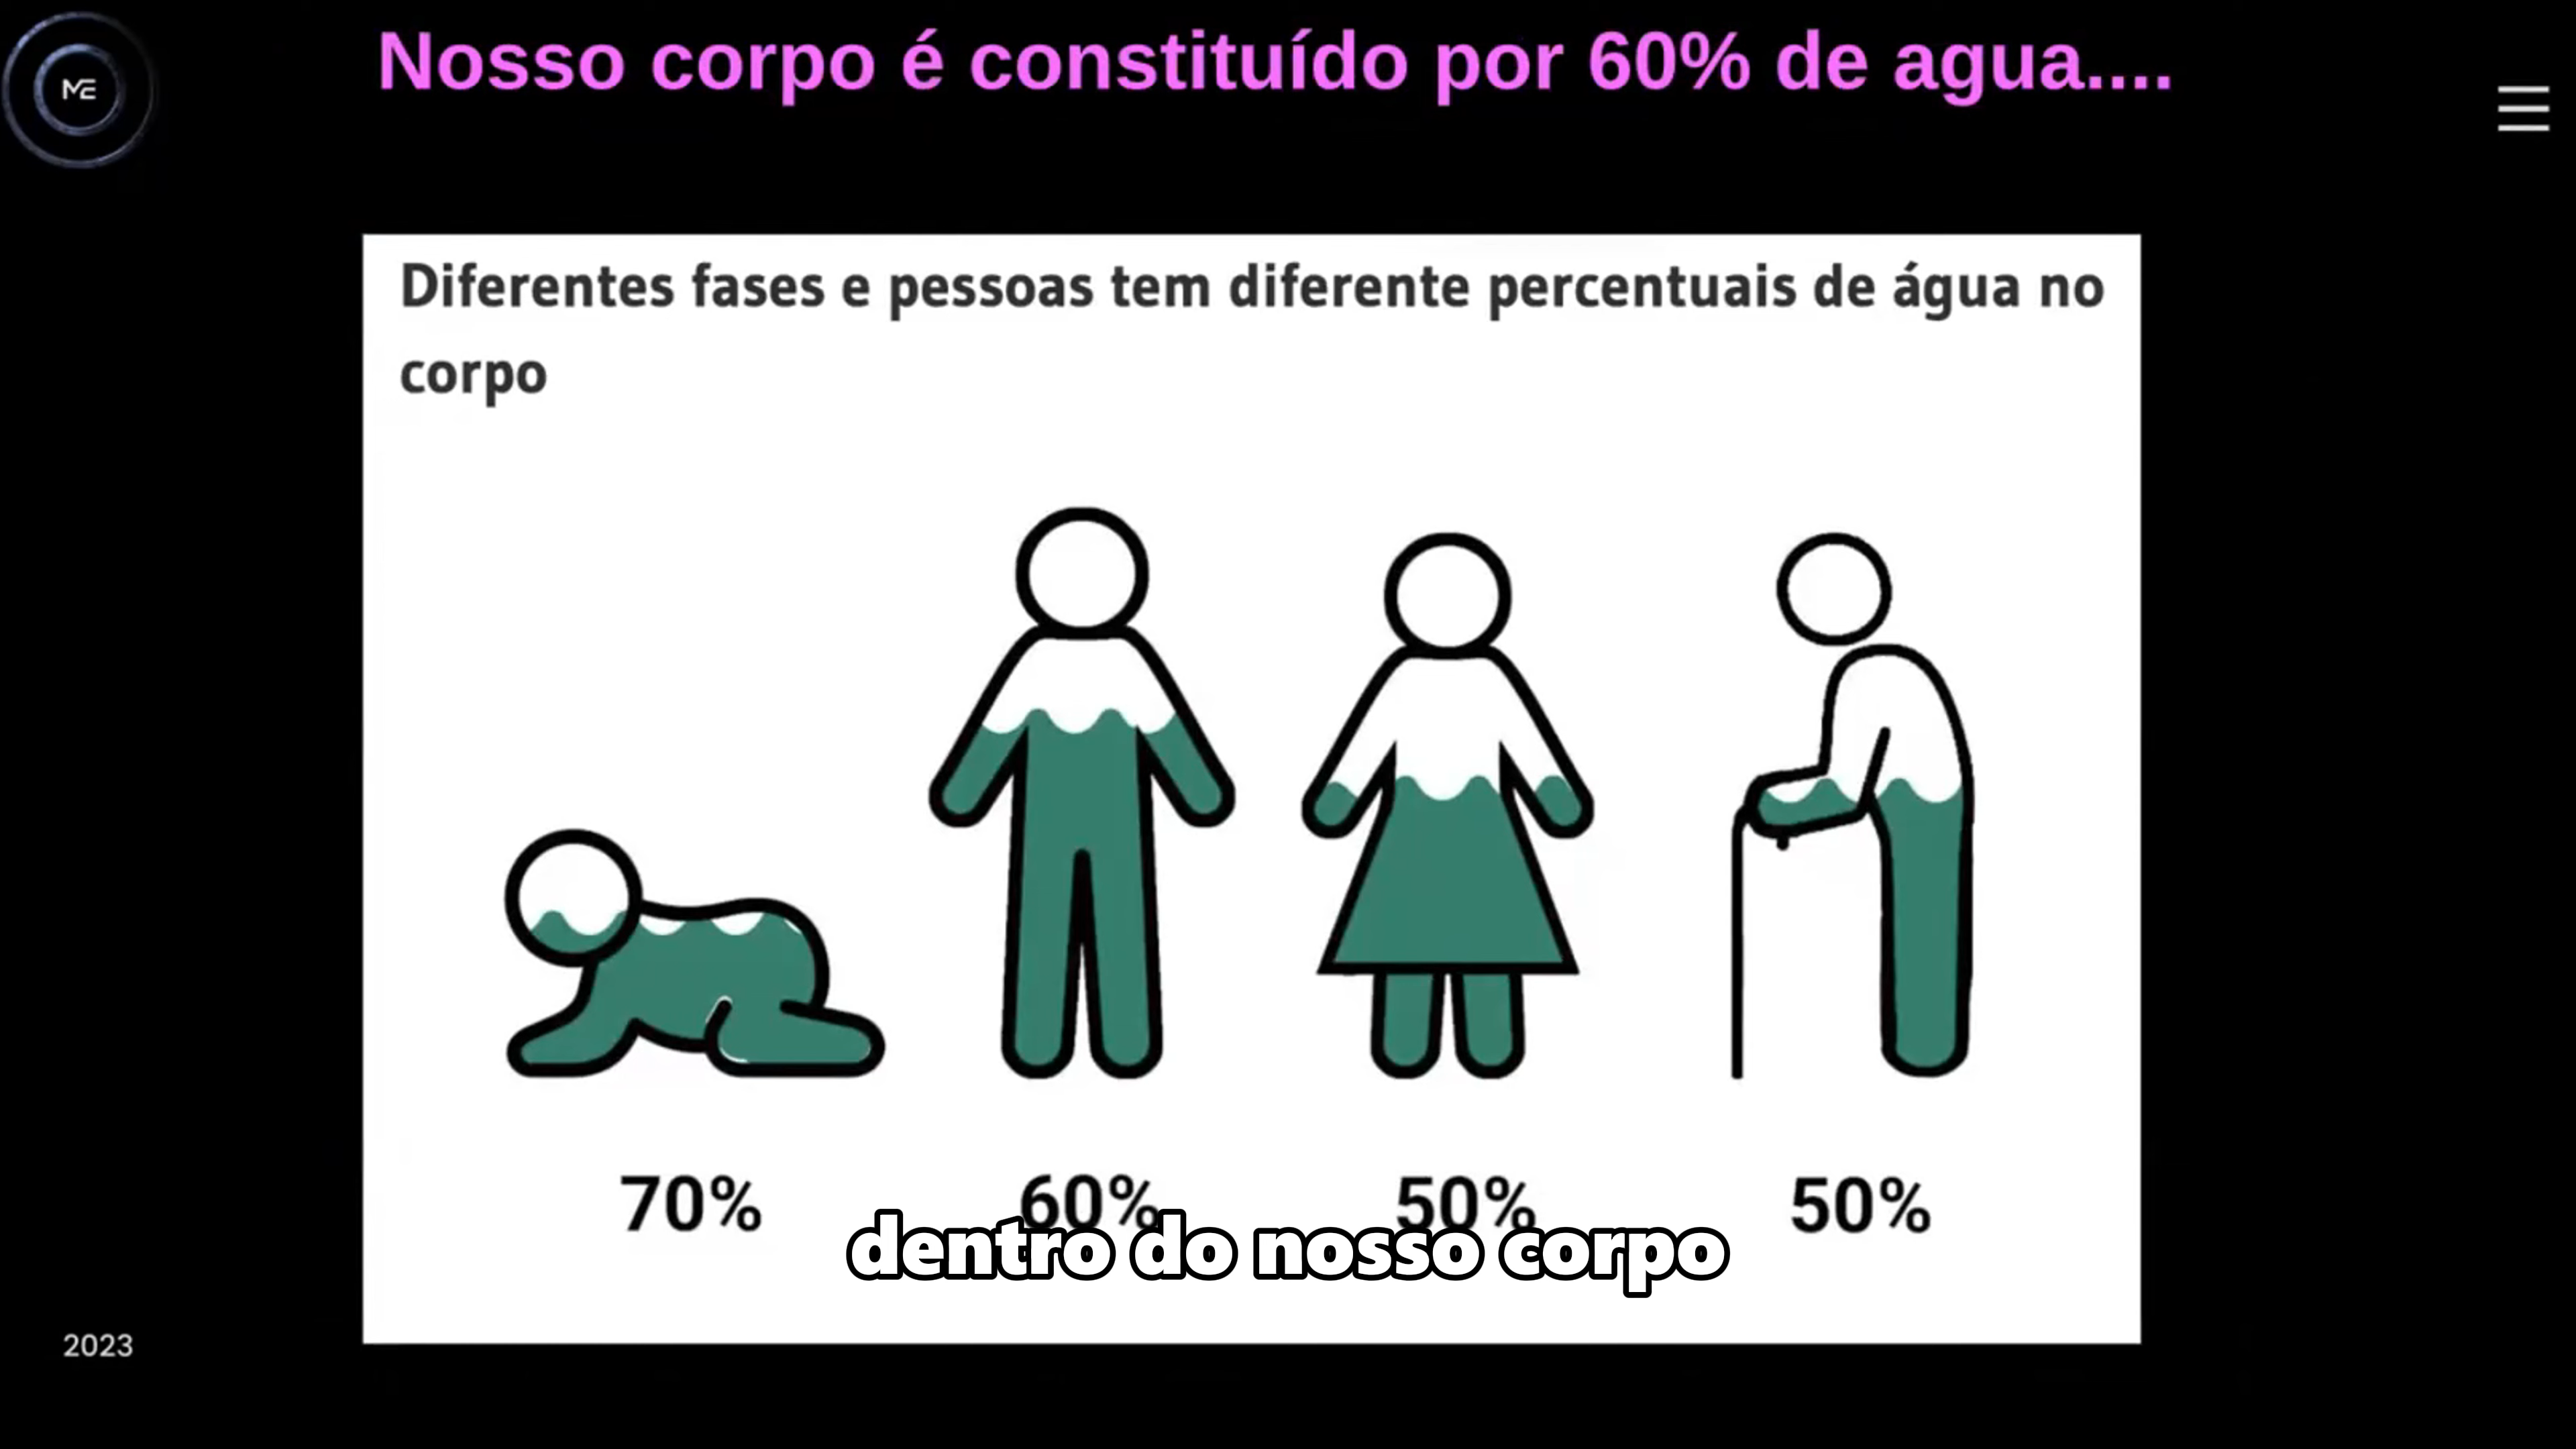 ME
Nosso corpo é constituído por 60% de agua....
Diferentes fases e pessoas tem diferente percentuais de água no
corpo
70% 60% 50% 50%
dentro do nosso corpo
2023